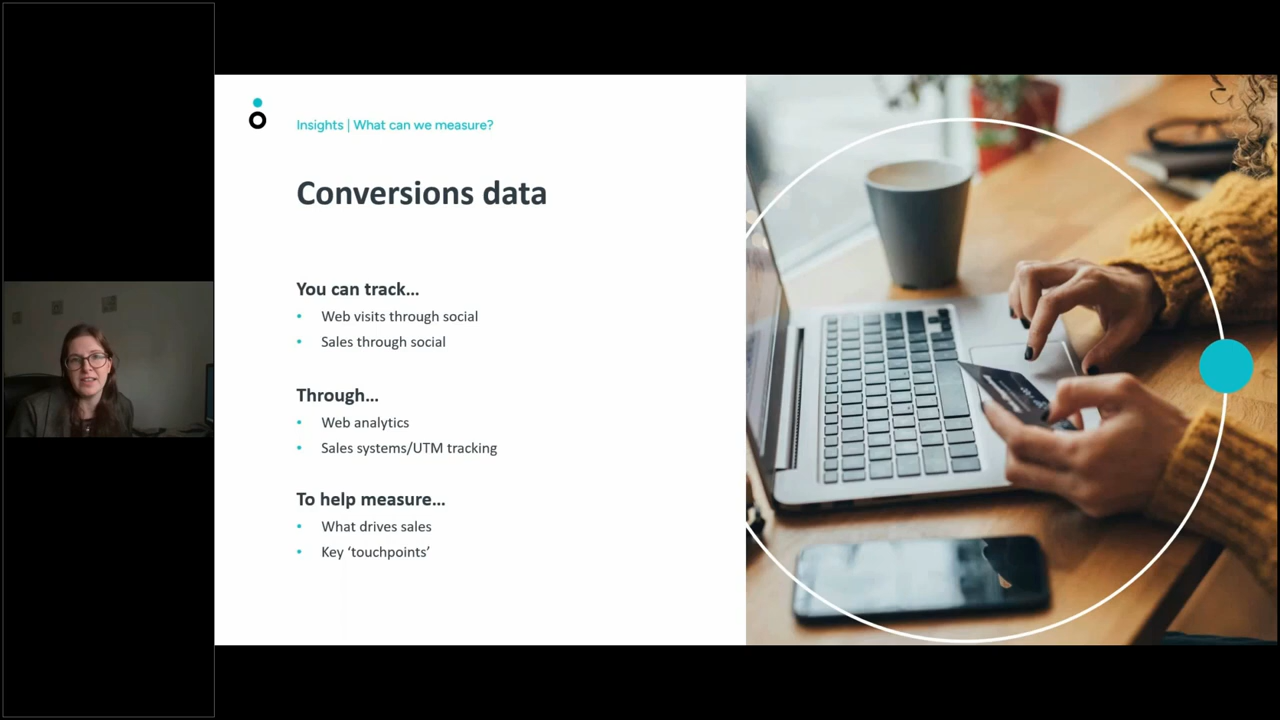 Insights | What can we measure?
Conversions data
You can track...
• Web visits through social
• Sales through social
Through...
• Web analytics
• Sales systems/UTM tracking
To help measure...
• What drives sales
• Key ‘touchpoints’